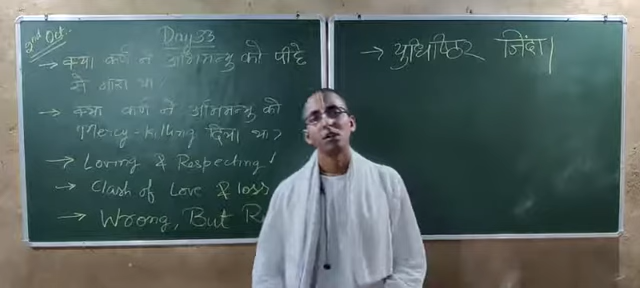 2nd Oct.
Day 33
→ क्या कर्ण ने अभिमन्यु को पीछे
से मारा था?
→ क्या कर्ण ने अभिमन्यु को
"Mercy-killing दिया था?
→ Loving & Respecting!
→ Clash of Love & loss
→ Wrong, But R
→ युधिष्ठिर जिंदा।